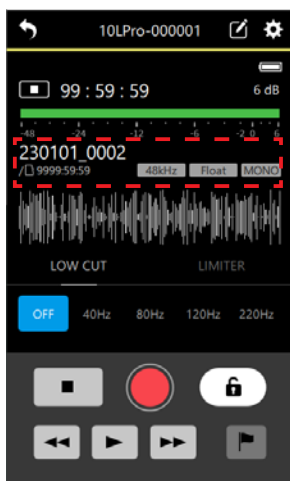 10LPro-000001
99 : 59 : 59 6 dB
-48 -24 -12 -6 -2 0 6
230101_0002
/ 9999:59:59 48kHz Float MONO
LOW CUT LIMITER
OFF 40Hz 80Hz 120Hz 220Hz